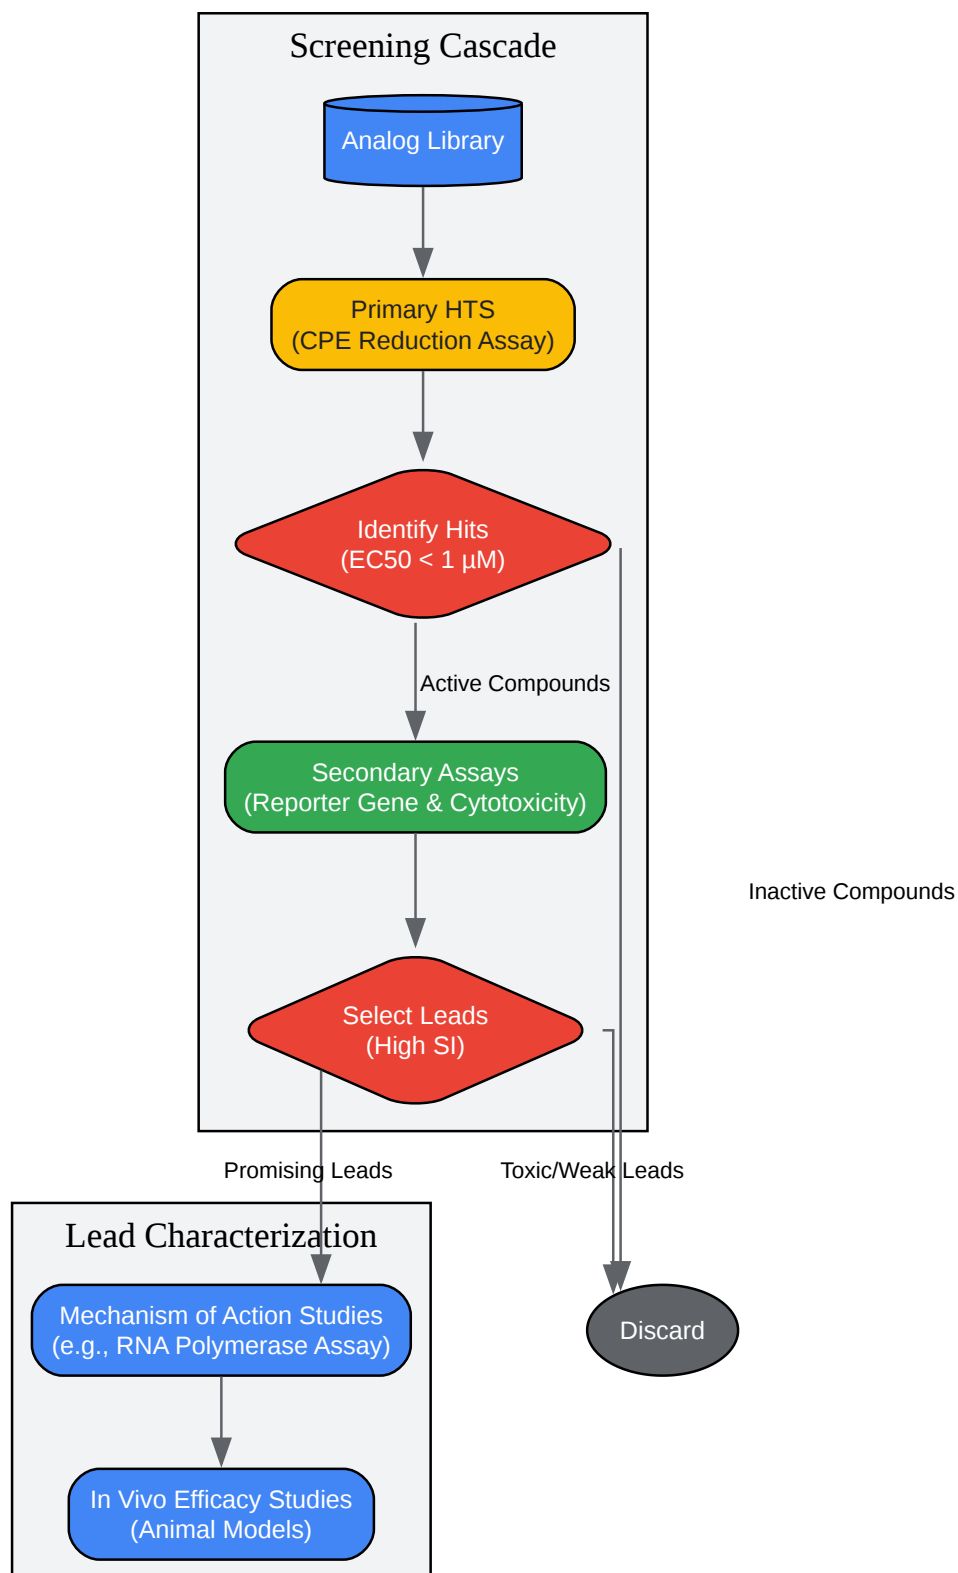 Screening Cascade
Analog Library
Primary HTS
(CPE Reduction Assay)
Identify Hits
(EC50 < 1 µM)
Active Compounds
Secondary Assays
(Reporter Gene & Cytotoxicity)
Inactive Compounds
Select Leads
(High SI)
Promising Leads
Toxic/Weak Leads
Lead Characterization
Mechanism of Action Studies
(e.g., RNA Polymerase Assay)
Discard
In Vivo Efficacy Studies
(Animal Models)